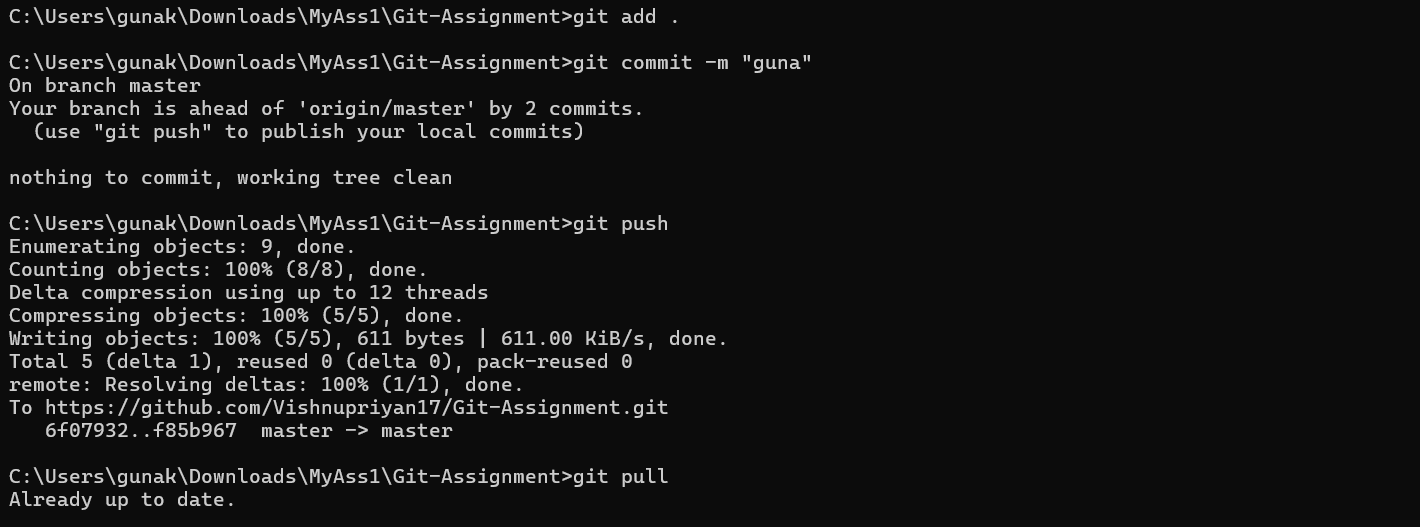 C:\Users\gunak\Downloads\MyAss1\Git-Assignment>git add .
C:\Users\gunak\Downloads\MyAss1\Git-Assignment>git commit -m "guna"
On branch master
Your branch is ahead of 'origin/master' by 2 commits.
  (use "git push" to publish your local commits)
nothing to commit, working tree clean
C:\Users\gunak\Downloads\MyAss1\Git-Assignment>git push
Enumerating objects: 9, done.
Counting objects: 100% (8/8), done.
Delta compression using up to 12 threads
Compressing objects: 100% (5/5), done.
Writing objects: 100% (5/5), 611 bytes | 611.00 KiB/s, done.
Total 5 (delta 1), reused 0 (delta 0), pack-reused 0
remote: Resolving deltas: 100% (1/1), done.
To https://github.com/Vishnupriyan17/Git-Assignment.git
   6f07932..f85b967  master -> master
C:\Users\gunak\Downloads\MyAss1\Git-Assignment>git pull
Already up to date.